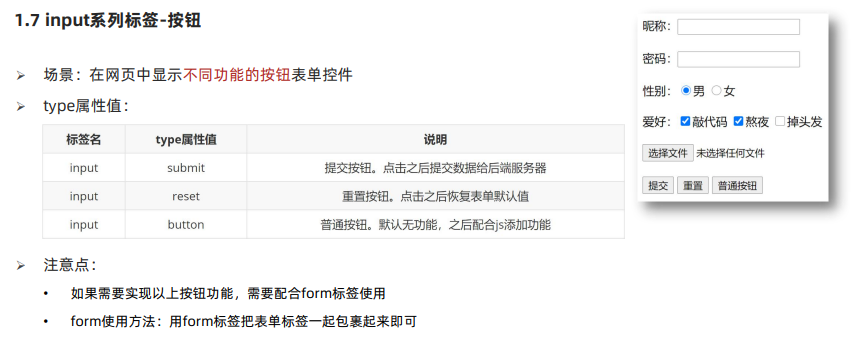 1.7 input系列标签-按钮
场景：在网页中显示不同功能的按钮表单控件
type属性值：
标签名 type属性值 说明
input submit 提交按钮。点击之后提交数据给后端服务器
input reset 重置按钮。点击之后恢复表单默认值
input button 普通按钮。默认无功能，之后配合js添加功能
注意点：
• 如果需要实现以上按钮功能，需要配合form标签使用
• form使用方法：用form标签把表单标签一起包裹起来即可
昵称：
密码：
性别： 男 女
爱好： 敲代码 熬夜 掉头发
选择文件 未选择任何文件
提交 重置 普通按钮